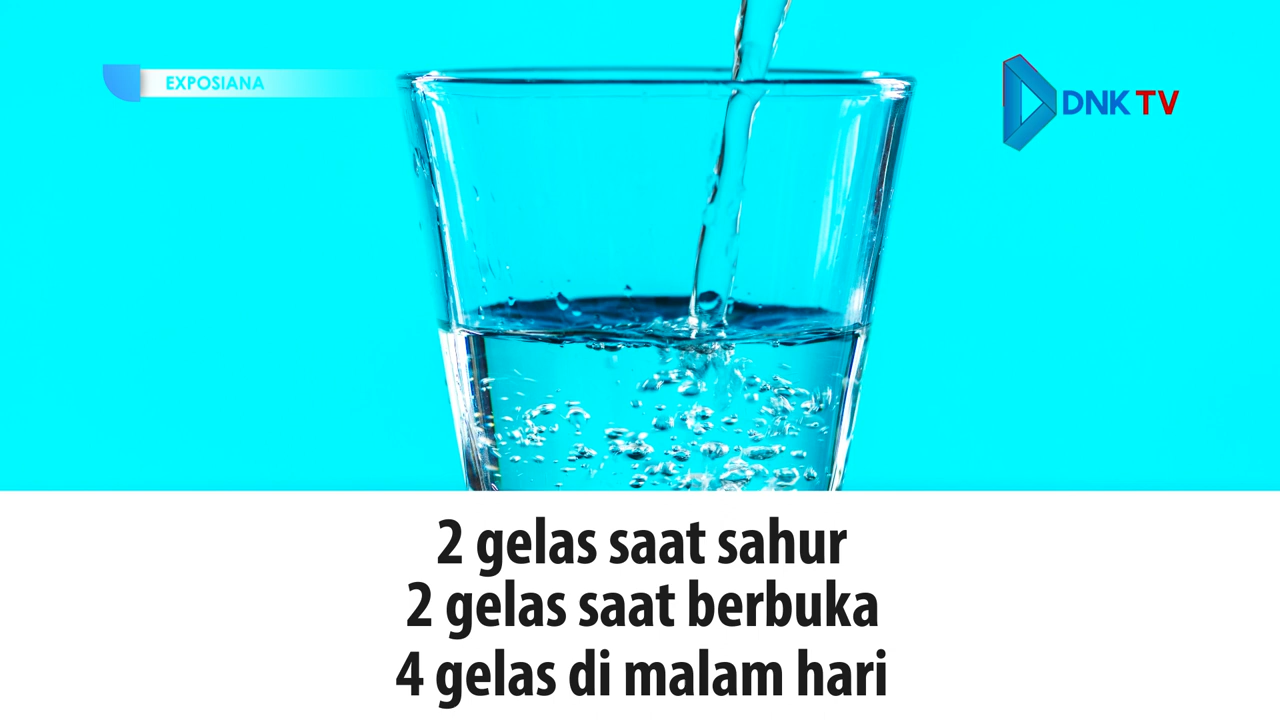 EXPOSIANA
DNK TV
2 gelas saat sahur
2 gelas saat berbuka
4 gelas di malam hari